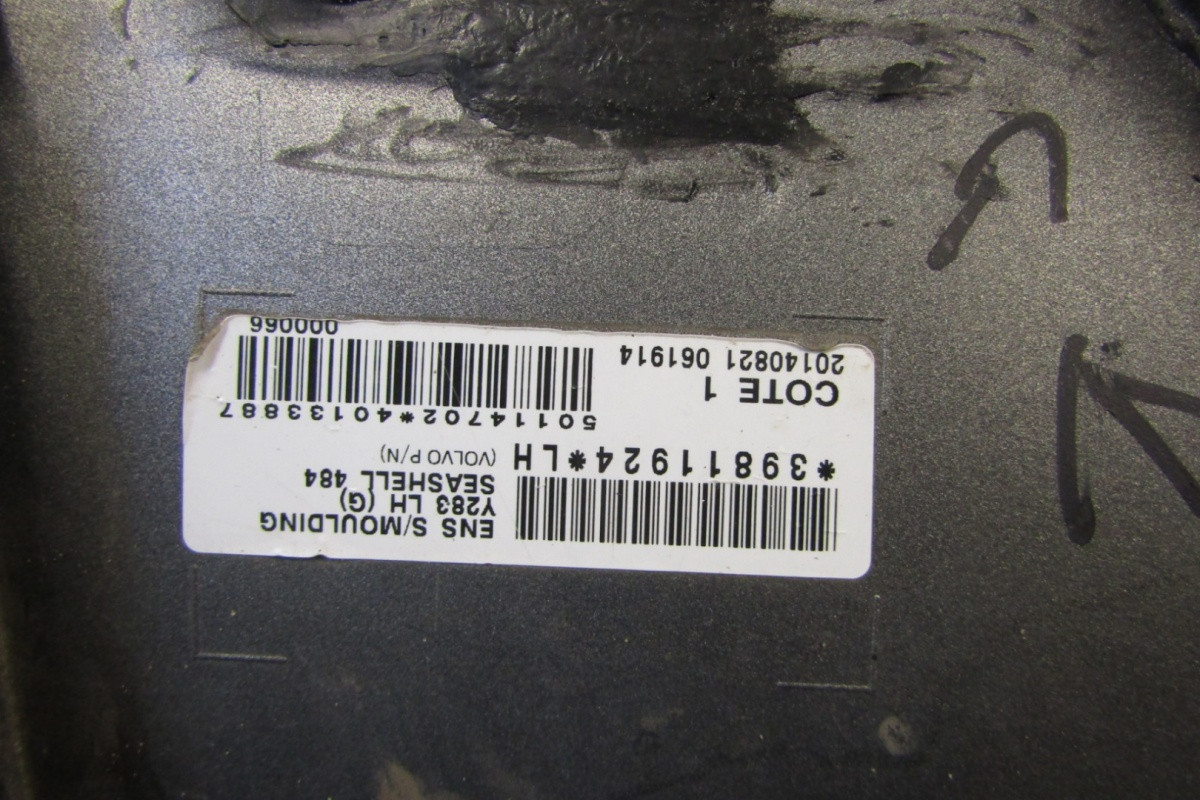 *39811924*LH
(VOLVO P/N)
ENS S/MOULDING
Y283 LH (G)
SEASHELL 484
50114702*40133887
COTE 1
20140821 061914
000066